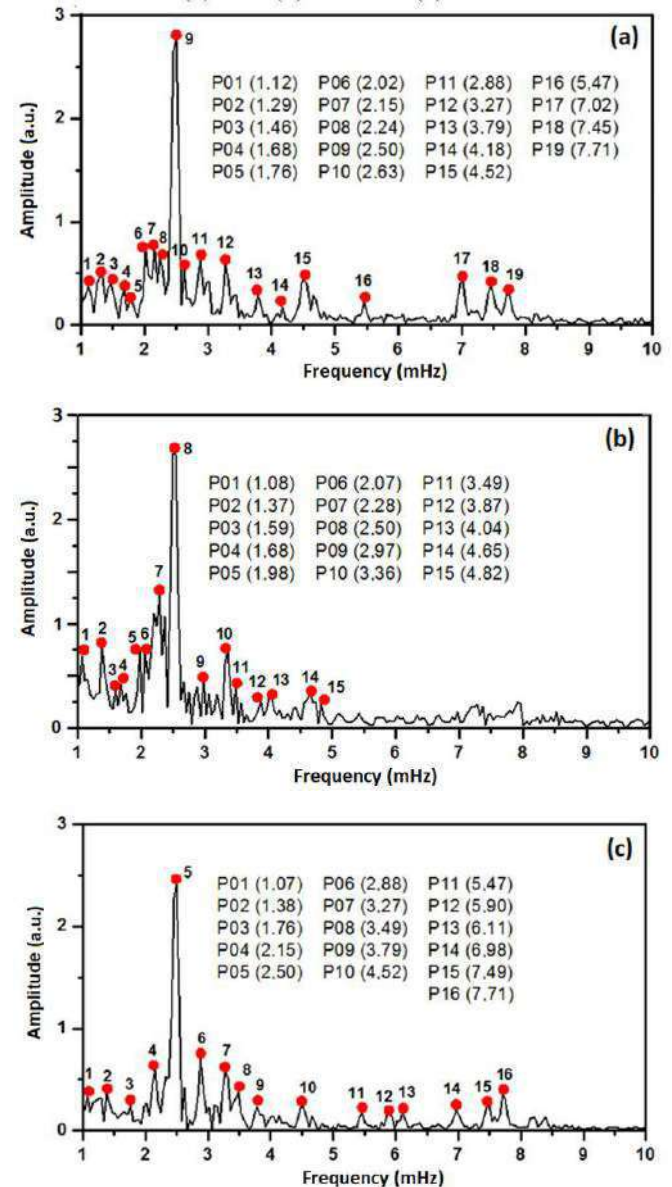 (a)
3
2
1
0
Amplitude (a.u.)
P01 (1.12) P06 (2.02) P11 (2.88) P16 (5.47)
P02 (1.29) P07 (2.15) P12 (3.27) P17 (7.02)
P03 (1.46) P08 (2.24) P13 (3.79) P18 (7.45)
P04 (1.68) P09 (2.50) P14 (4.18) P19 (7.71)
P05 (1.76) P10 (2.63) P15 (4.52)
1 2 3 4 5 6 7 8 9 10 11 12 13 14 15 16 17 18 19
1 2 3 4 5 6 7 8 9 10
Frequency (mHz)
(b)
3
2
1
0
Amplitude (a.u.)
P01 (1.08) P06 (2.07) P11 (3.49)
P02 (1.37) P07 (2.28) P12 (3.87)
P03 (1.59) P08 (2.50) P13 (4.04)
P04 (1.68) P09 (2.97) P14 (4.65)
P05 (1.98) P10 (3.36) P15 (4.82)
1 2 3 4 5 6 7 8 9 10 11 12 13 14 15
1 2 3 4 5 6 7 8 9 10
Frequency (mHz)
(c)
3
2
1
0
Amplitude (a.u.)
P01 (1.07) P06 (2.88) P11 (5.47)
P02 (1.38) P07 (3.27) P12 (5.90)
P03 (1.76) P08 (3.49) P13 (6.11)
P04 (2.15) P09 (3.79) P14 (6.98)
P05 (2.50) P10 (4.52) P15 (7.49)
P16 (7.71)
1 2 3 4 5 6 7 8 9 10 11 12 13 14 15 16
1 2 3 4 5 6 7 8 9 10
Frequency (mHz)